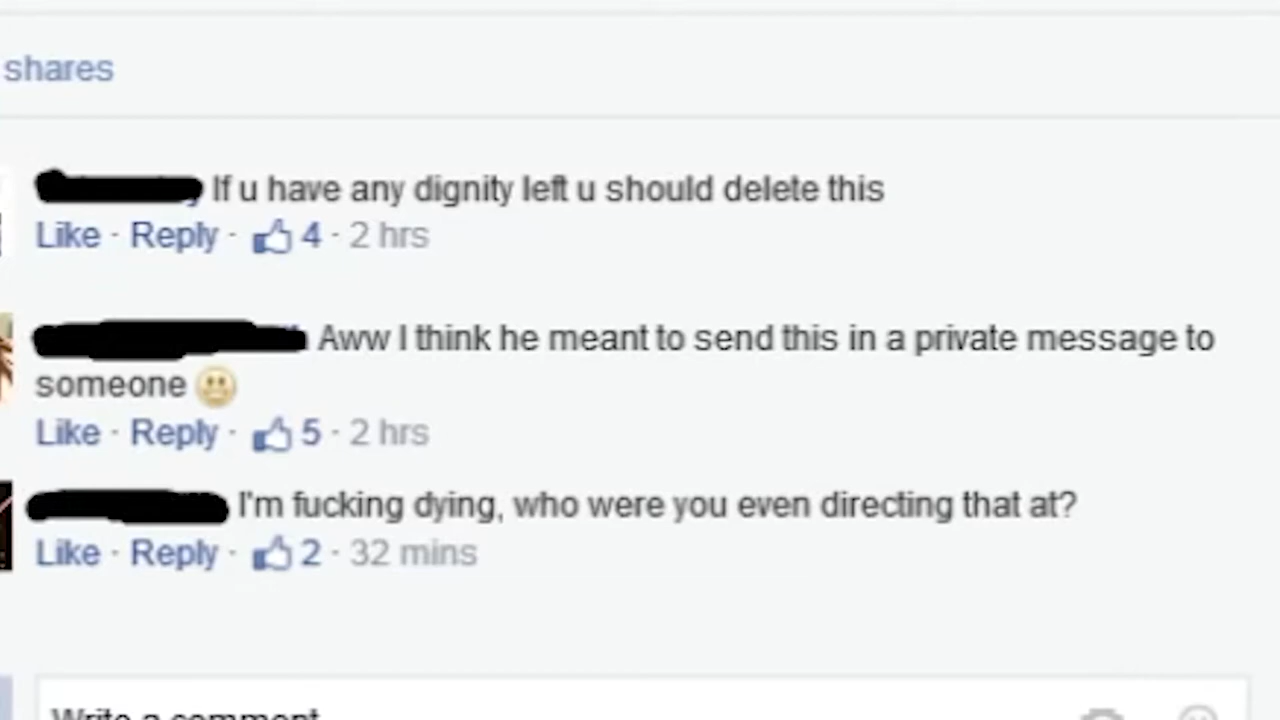 shares
If u have any dignity left u should delete this
Like · Reply · 4 · 2 hrs
Aww I think he meant to send this in a private message to
someone
Like · Reply · 5 · 2 hrs
I'm fucking dying, who were you even directing that at?
Like · Reply · 2 · 32 mins
Write a comment